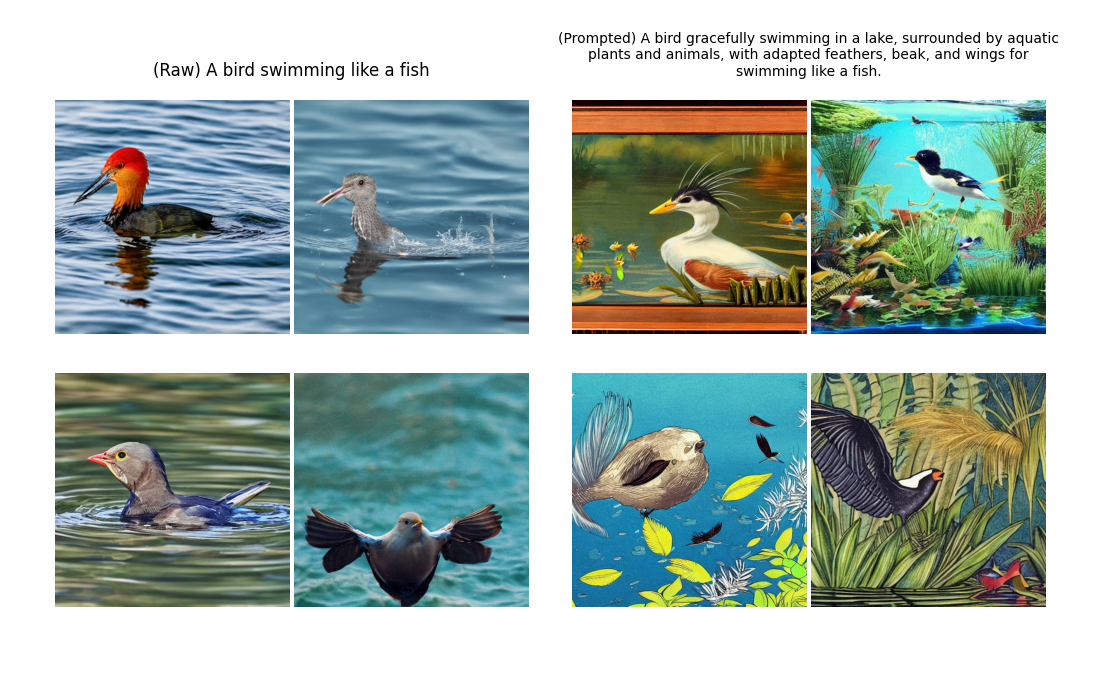 (Raw) A bird swimming like a fish
(Prompted) A bird gracefully swimming in a lake, surrounded by aquatic
plants and animals, with adapted feathers, beak, and wings for
swimming like a fish.